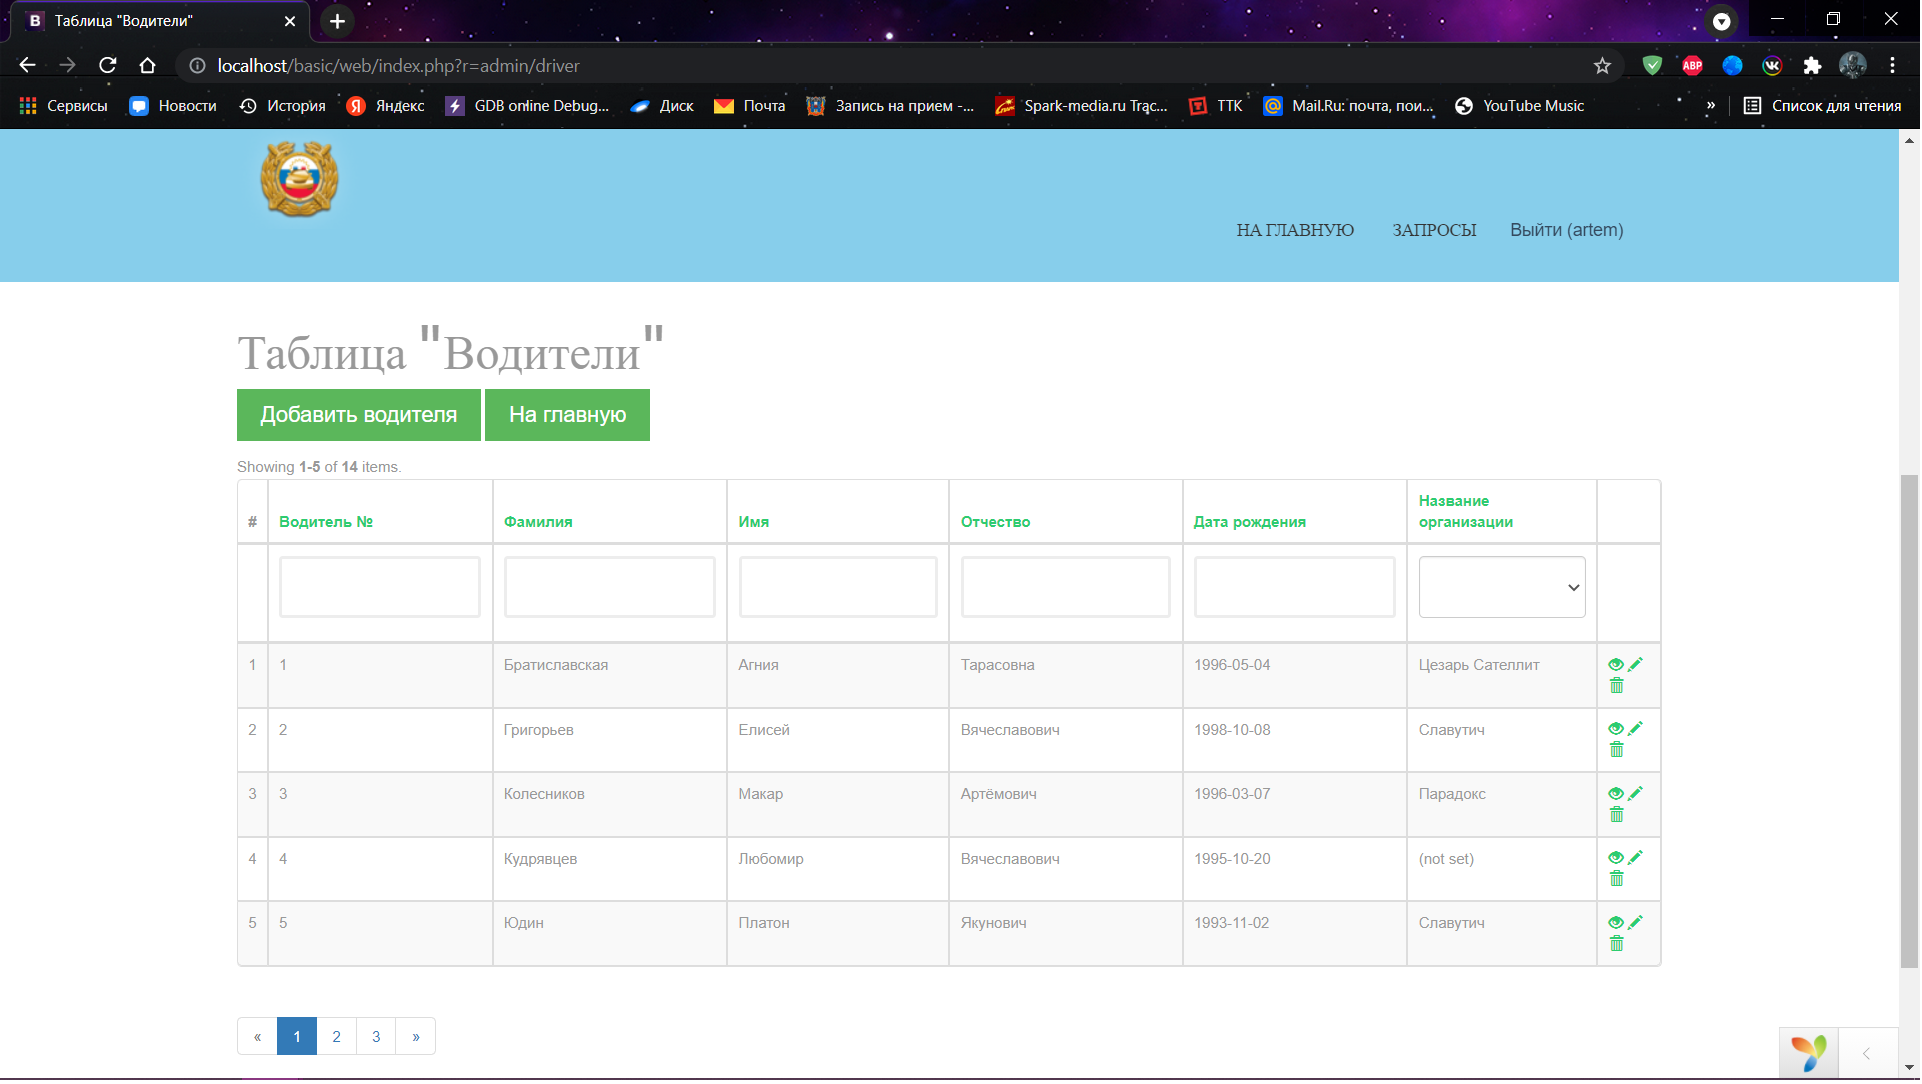 Таблица "Водители"
localhost/basic/web/index.php?r=admin/driver
ABP
Сервисы Новости История Яндекс GDB online Debug... Диск Почта Запись на прием -... Spark-media.ru Trac... ТТК Mail.Ru: почта, пои... YouTube Music » Список для чтения
НА ГЛАВНУЮ ЗАПРОСЫ Выйти (artem)
Таблица "Водители"
Добавить водителя На главную
Showing 1-5 of 14 items.
# Водитель № Фамилия Имя Отчество Дата рождения Название организации
1 1 Братиславская Агния Тарасовна 1996-05-04 Цезарь Сателлит
2 2 Григорьев Елисей Вячеславович 1998-10-08 Славутич
3 3 Колесников Макар Артёмович 1996-03-07 Парадокс
4 4 Кудрявцев Любомир Вячеславович 1995-10-20 (not set)
5 5 Юдин Платон Якунович 1993-11-02 Славутич
« 1 2 3 »